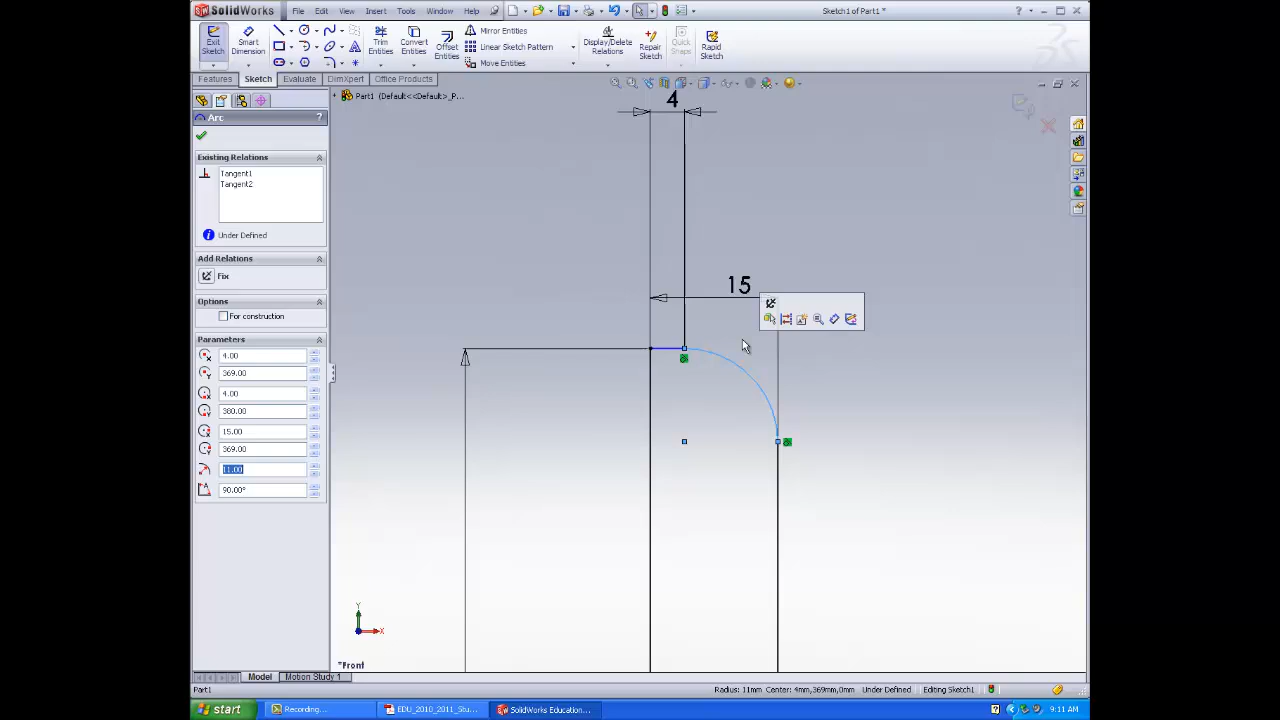 SolidWorks
File Edit View Insert Tools Window Help
Sketch1 of Part1 *
Exit Sketch
Smart Dimension
Trim Entities
Convert Entities
Offset Entities
Mirror Entities
Linear Sketch Pattern
Move Entities
Display/Delete Relations
Repair Sketch
Quick Snaps
Rapid Sketch
Features Sketch Evaluate DimXpert Office Products
Part1 (Default<<Default>_P...
Arc
?
Existing Relations
Tangent1
Tangent2
Under Defined
Add Relations
Fix
Options
For construction
Parameters
4.00
369.00
4.00
380.00
15.00
369.00
11.00
90.00°
4
15
Y
X
*Front
Model Motion Study 1
Part1
Radius: 11mm Center: 4mm,369mm,0mm Under Defined Editing Sketch1
start
Recording...
EDU_2010_2011_Stu...
SolidWorks Education...
9:11 AM